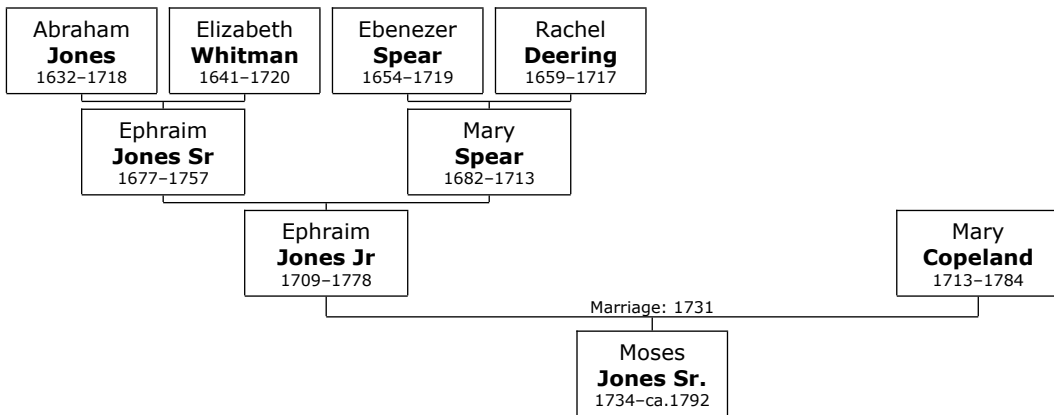 Abraham
Jones
1632–1718
Elizabeth
Whitman
1641–1720
Ebenezer
Spear
1654–1719
Rachel
Deering
1659–1717
Ephraim
Jones Sr
1677–1757
Mary
Spear
1682–1713
Ephraim
Jones Jr
1709–1778
Mary
Copeland
1713–1784
Marriage: 1731
Moses
Jones Sr.
1734–ca.1792